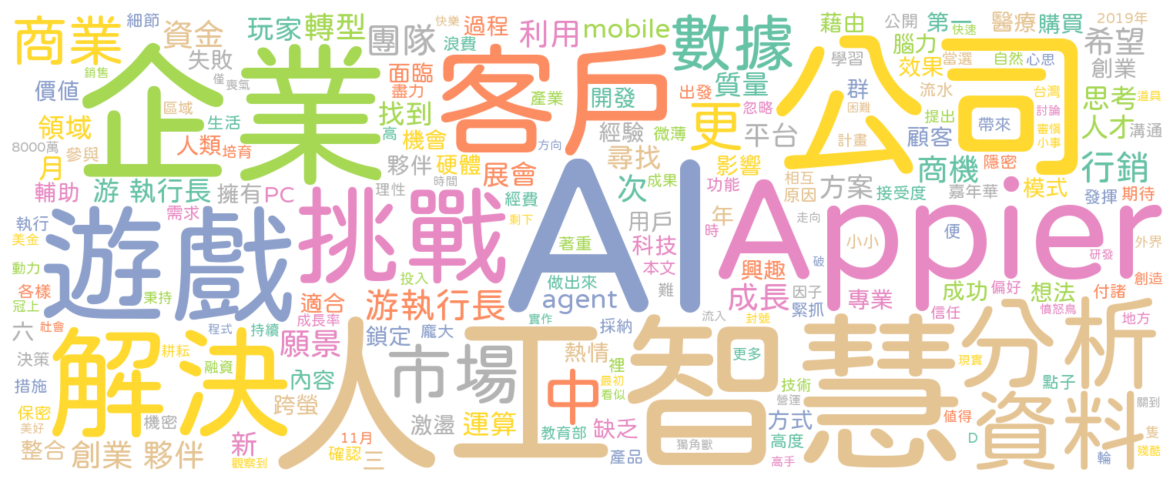 商業
細節
資金
玩家
轉型
團隊
快樂
過程
浪費
利用
mobile
數據
藉由
公開
第一
快速
醫療
購買
2019年
希望
創業
銷售
失敗
僅
喪氣
價值
企業
面臨
盡力
客戶
產業
開發
出發
質量
忽略
學習
腦力
效果
當選
自然
心思
公司
流水
群
困難
台灣
思考
道具
領域
區域
生活
找到
高
機會
經驗
方向
微薄
更
平台
計畫
提出
顧客
帶來
討論
審慎
小事
人才
溝通
8000萬
月
參與
人類
培育
夥伴
硬體
展會
尋找
影響
商機
隱密
行銷
輔助
游
執行長
擁有
PC
理性
時間
經費
次
成果
功能
相互
原因
方案
接受度
嘉年華
模式
發揮
期待
執行
需求
遊戲
挑戰
剩下
AI
用戶
年
時
Appier
走向
小小
便
美金
著重
科技
外界
動力
投入
做出來
本文
興趣
破
研發
各樣
秉持
適合
游執行長
agent
難
成長
因子
緊抓
專業
成功
偏好
想法
付諸
創造
冠上
六
社會
程式
持續
成長率
願景
鎖定
龐大
實作
採納
流入
封號
信任
憤怒鳥
地方
決策
解決
耕耘
融資
人工智慧
市場
熱情
裡
更多
分析
現實
措施
內容
最初
看似
中
技術
營運
點子
關到
保密
美好
機密
跨螢
激盪
運算
方式
資料
值得
隻
整合
創業
夥伴
新
觀察到
11月
確認
三
教育部
缺乏
產品
獨角獸
高度
高手
D
輪
殘酷